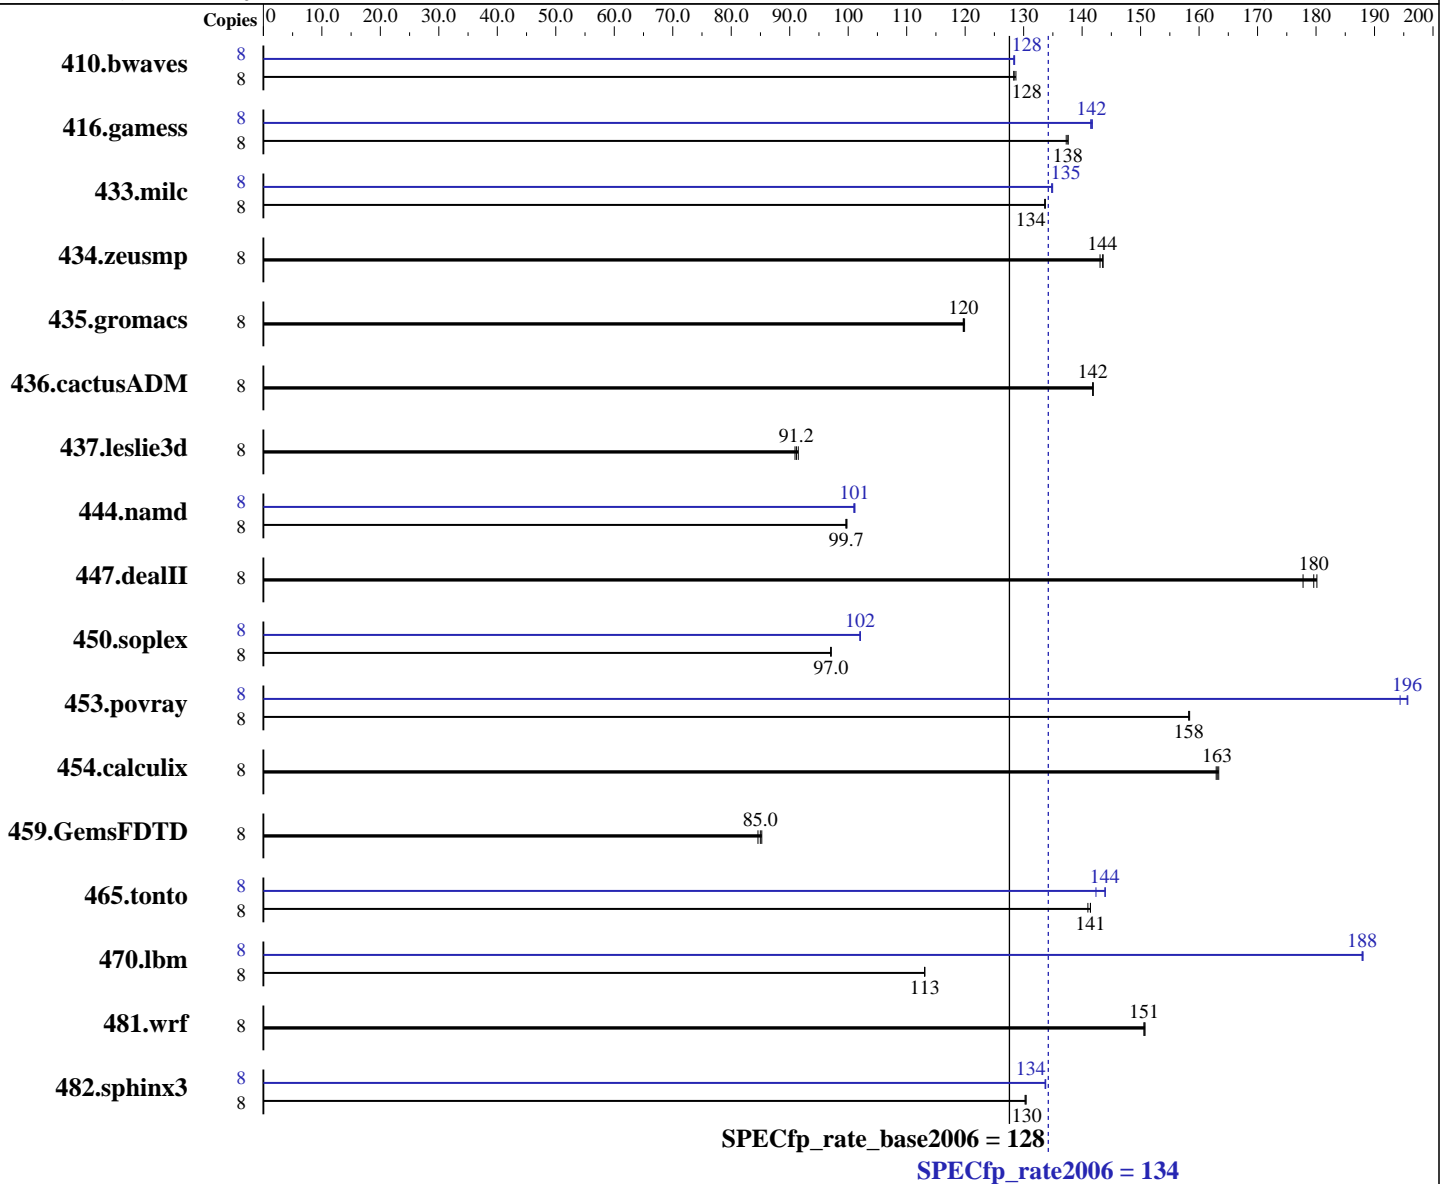 Copies 0 10.0 20.0 30.0 40.0 50.0 60.0 70.0 80.0 90.0 100 110 120 130 140 150 160 170 180 190 200
410.bwaves 8 128
8 128
416.gamess 8 142
8 138
433.milc 8 135
8 134
434.zeusmp 8 144
435.gromacs 8 120
436.cactusADM 8 142
437.leslie3d 8 91.2
444.namd 8 101
8 99.7
447.dealII 8 180
450.soplex 8 102
8 97.0
453.povray 8 196
8 158
454.calculix 8 163
459.GemsFDTD 8 85.0
465.tonto 8 144
8 141
470.lbm 8 188
8 113
481.wrf 8 151
482.sphinx3 8 134
8 130
SPECfp_rate_base2006 = 128
SPECfp_rate2006 = 134